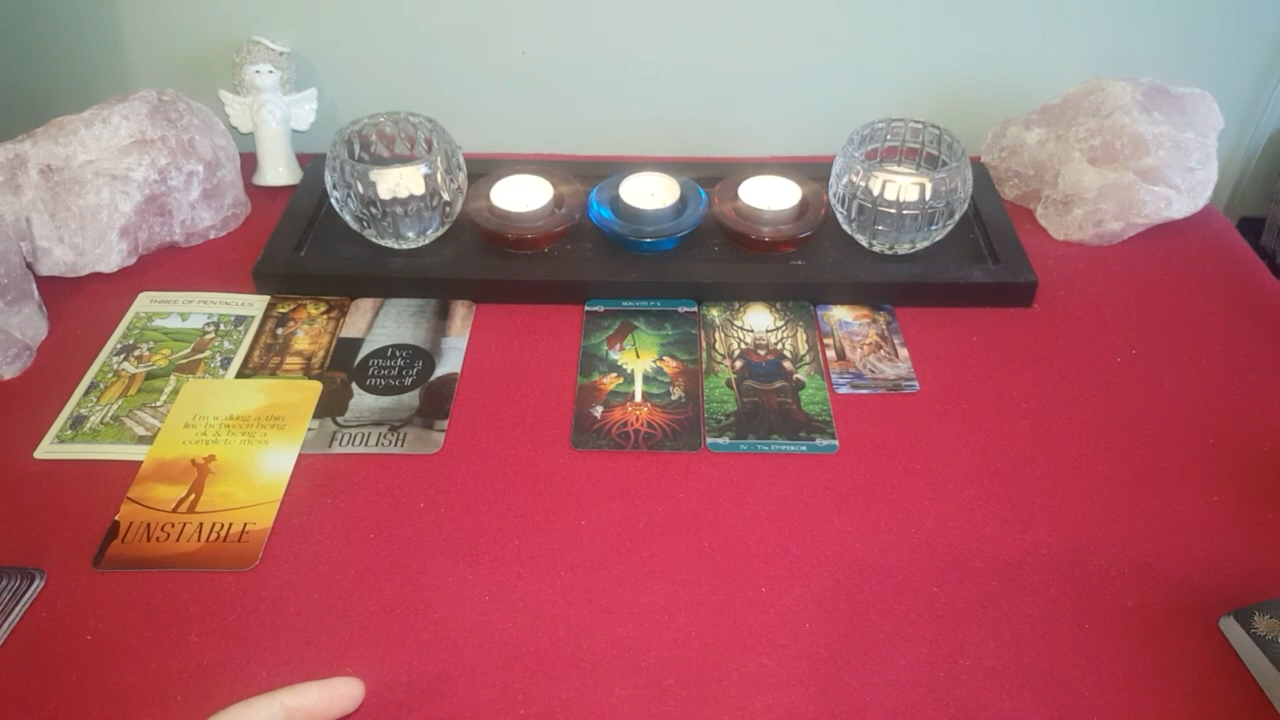 THREE OF PENTACLES
I've
made a
fool of
myself
FOOLISH
I'm walking a thin
line between being
ok & being a
complete mess
UNSTABLE
IV - The EMPEROR